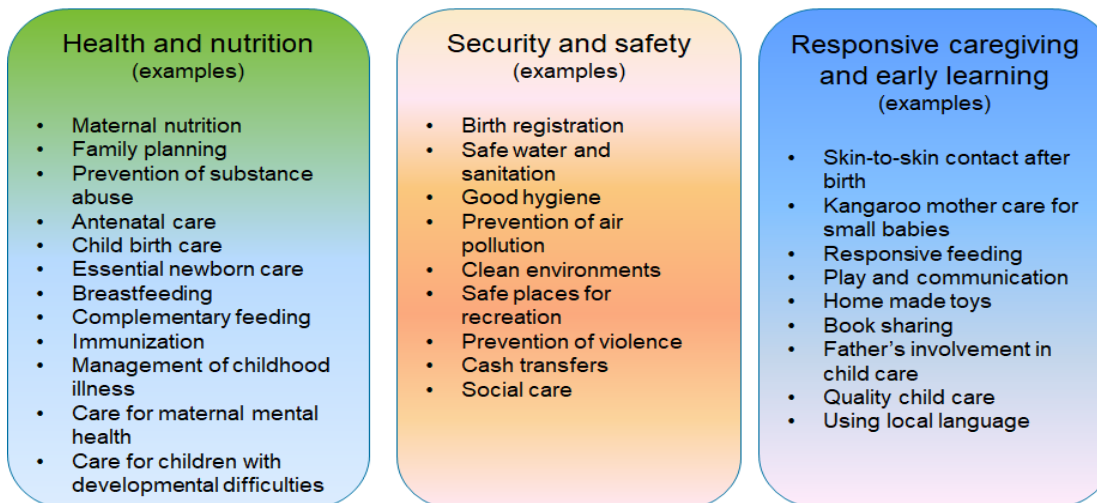 Health and nutrition
(examples)
• Maternal nutrition
• Family planning
• Prevention of substance
abuse
• Antenatal care
• Child birth care
• Essential newborn care
• Breastfeeding
• Complementary feeding
• Immunization
• Management of childhood
illness
• Care for maternal mental
health
• Care for children with
developmental difficulties
Security and safety
(examples)
• Birth registration
• Safe water and
sanitation
• Good hygiene
• Prevention of air
pollution
• Clean environments
• Safe places for
recreation
• Prevention of violence
• Cash transfers
• Social care
Responsive caregiving
and early learning
(examples)
• Skin-to-skin contact after
birth
• Kangaroo mother care for
small babies
• Responsive feeding
• Play and communication
• Home made toys
• Book sharing
• Father's involvement in
child care
• Quality child care
• Using local language